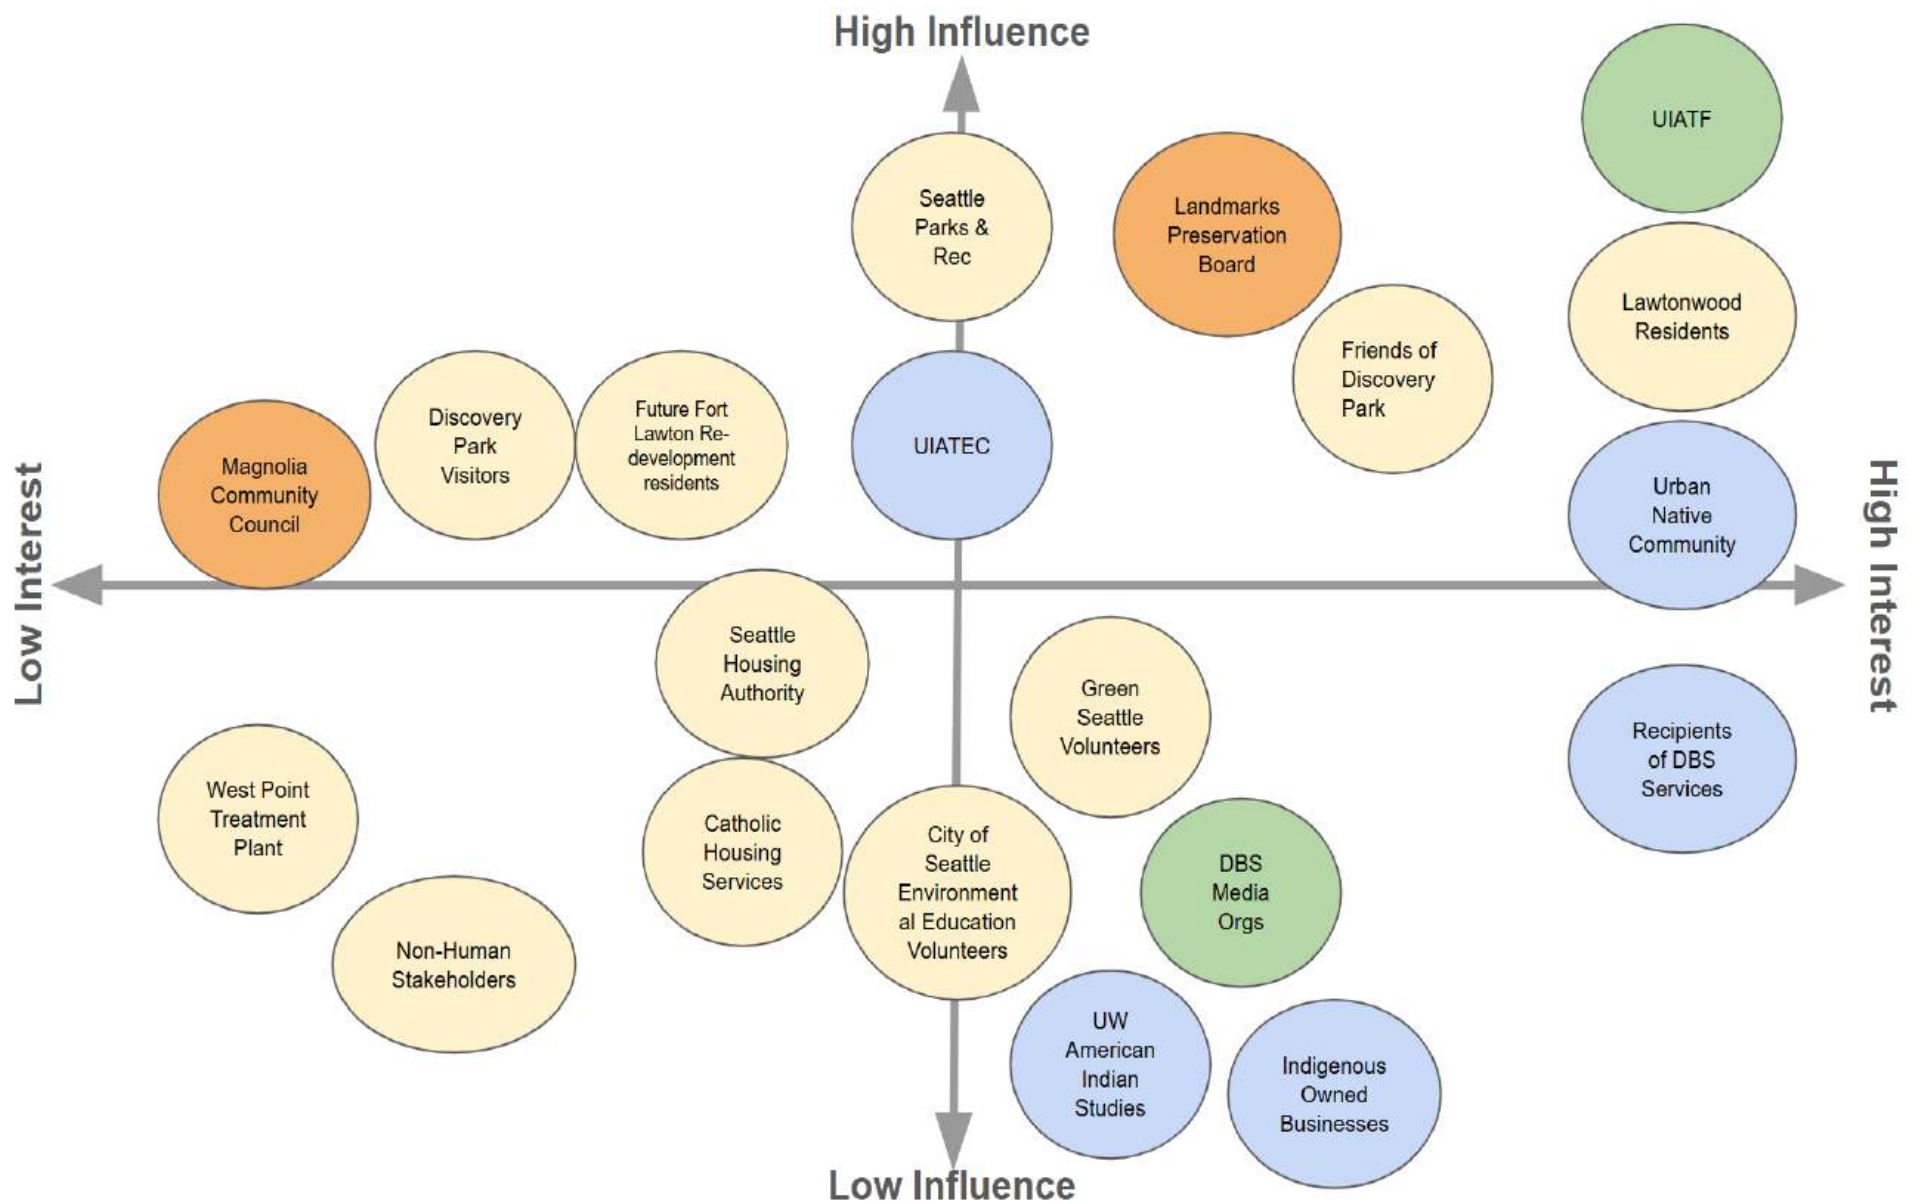 High Influence
UIATF
Seattle
Parks &
Rec
Landmarks
Preservation
Board
Lawtonwood
Residents
Friends of
Discovery
Park
Discovery
Park
Visitors
Future Fort
Lawton Re-
development
residents
UIATEC
Magnolia
Community
Council
Urban
Native
Community
Low Interest
High Interest
Seattle
Housing
Authority
Green
Seattle
Volunteers
Recipients
of DBS
Services
West Point
Treatment
Plant
Catholic
Housing
Services
City of
Seattle
Environment
al Education
Volunteers
DBS
Media
Orgs
Non-Human
Stakeholders
UW
American
Indian
Studies
Indigenous
Owned
Businesses
Low Influence